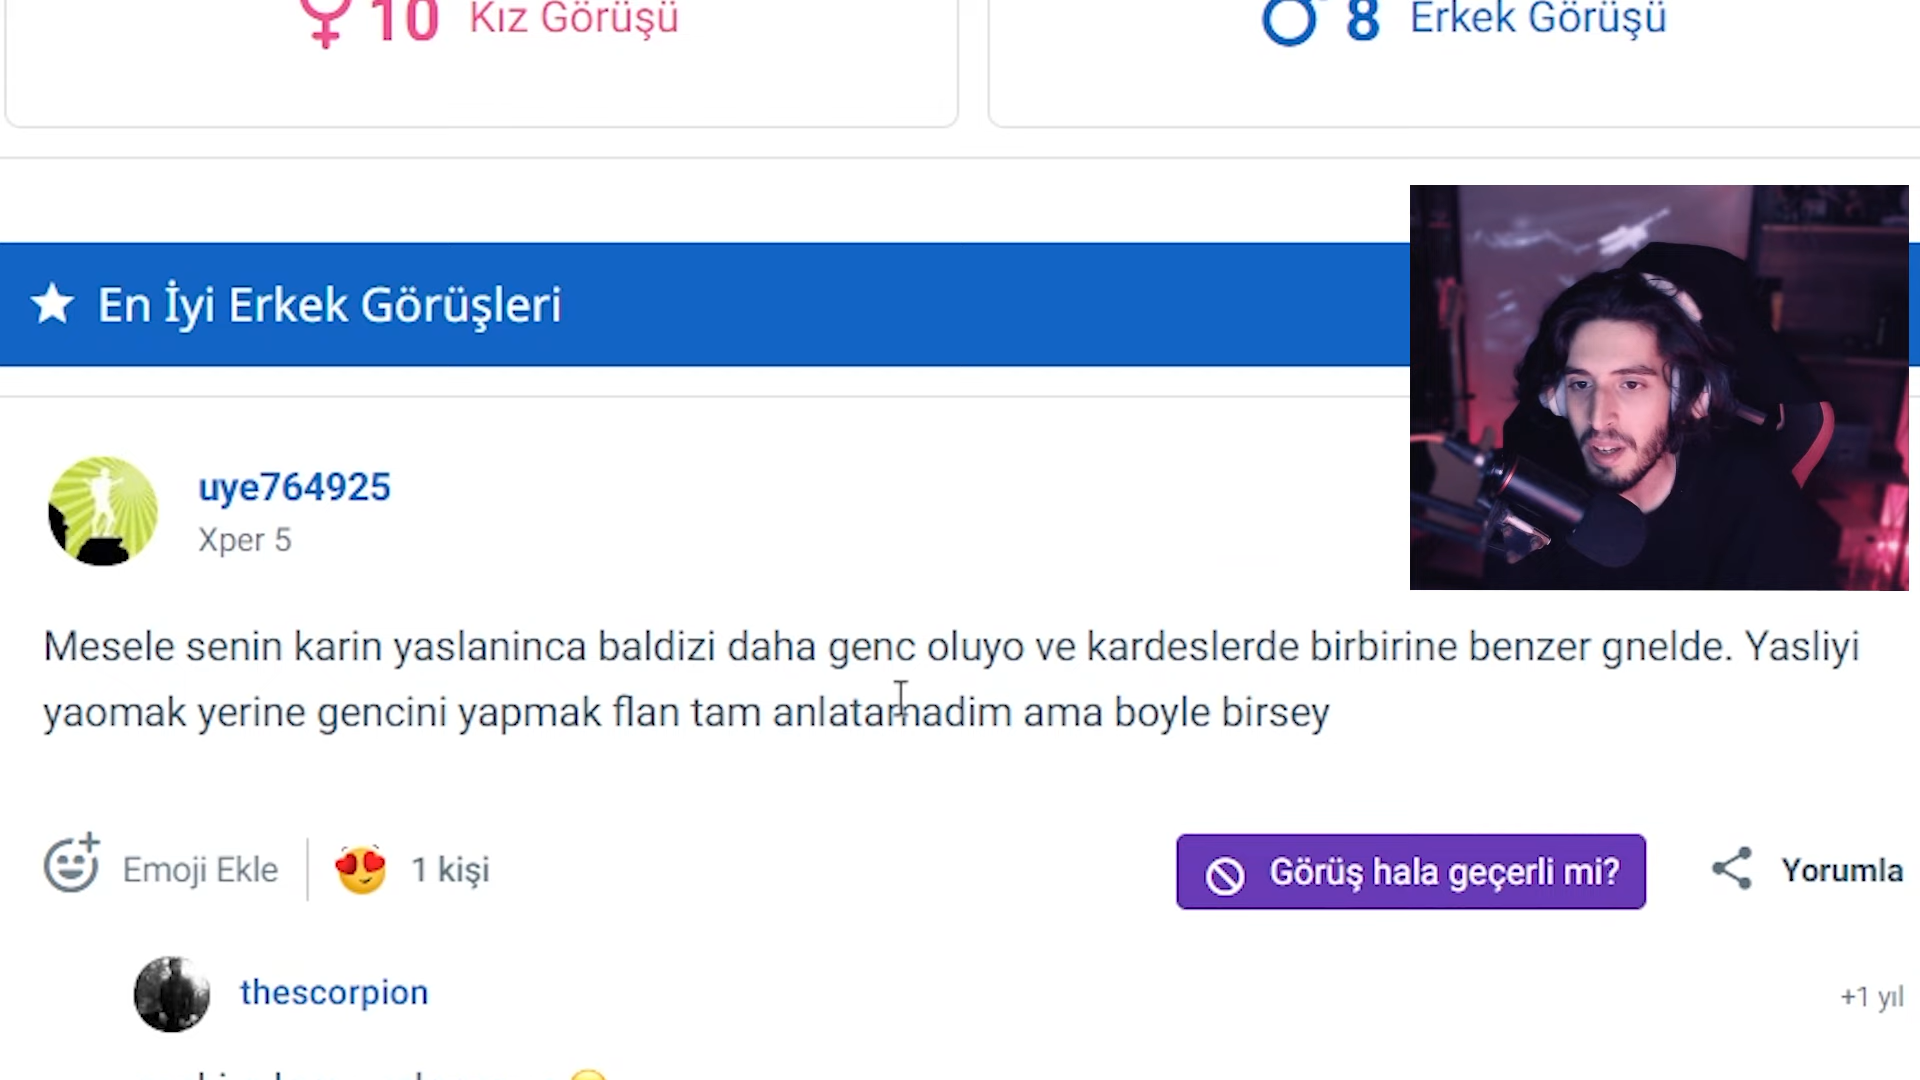 10 Kız Görüşü
8 Erkek Görüşü
En İyi Erkek Görüşleri
uye764925
Xper 5
Mesele senin karin yaslaninca baldizi daha genc oluyo ve kardeslerde birbirine benzer gnelde. Yasliyi
yaomak yerine gencini yapmak flan tam anlatamadim ama boyle birsey
Emoji Ekle
1 kişi
Görüş hala geçerli mi?
Yorumla
thescorpion
+1 yıl